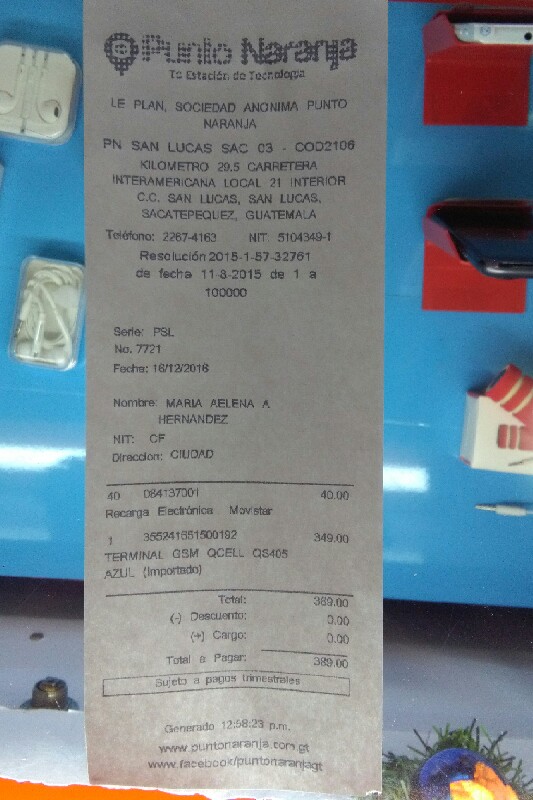 Punto Naranja
Tu Estación de Tecnología
LE PLAN, SOCIEDAD ANONIMA PUNTO
NARANJA
PN SAN LUCAS SAC 03 - COD2106
KILOMETRO 29.5 CARRETERA
INTERAMERICANA LOCAL 21 INTERIOR
C.C. SAN LUCAS, SAN LUCAS,
SACATEPEQUEZ, GUATEMALA
Teléfono: 2267-4163 NIT: 5104349-1
Resolución 2015-1-57-32761
de fecha 11-8-2015 de 1 a
100000
Serie: PSL
No. 7721
Fecha: 16/12/2016
Nombre: MARIA AELENA A
HERNANDEZ
NIT: CF
Direccion: CIUDAD
40 084137001 40.00
Recarga Electrónica Movistar
1 355241651500192 349.00
TERMINAL GSM QCELL QS405
AZUL (Importado)
Total: 389.00
(-) Descuento: 0.00
(+) Cargo: 0.00
Total a Pagar: 389.00
Sujeto a pagos trimestrales
Generado 12:58:23 p.m.
www.puntonaranja.com.gt
www.facebook/puntonaranjagt